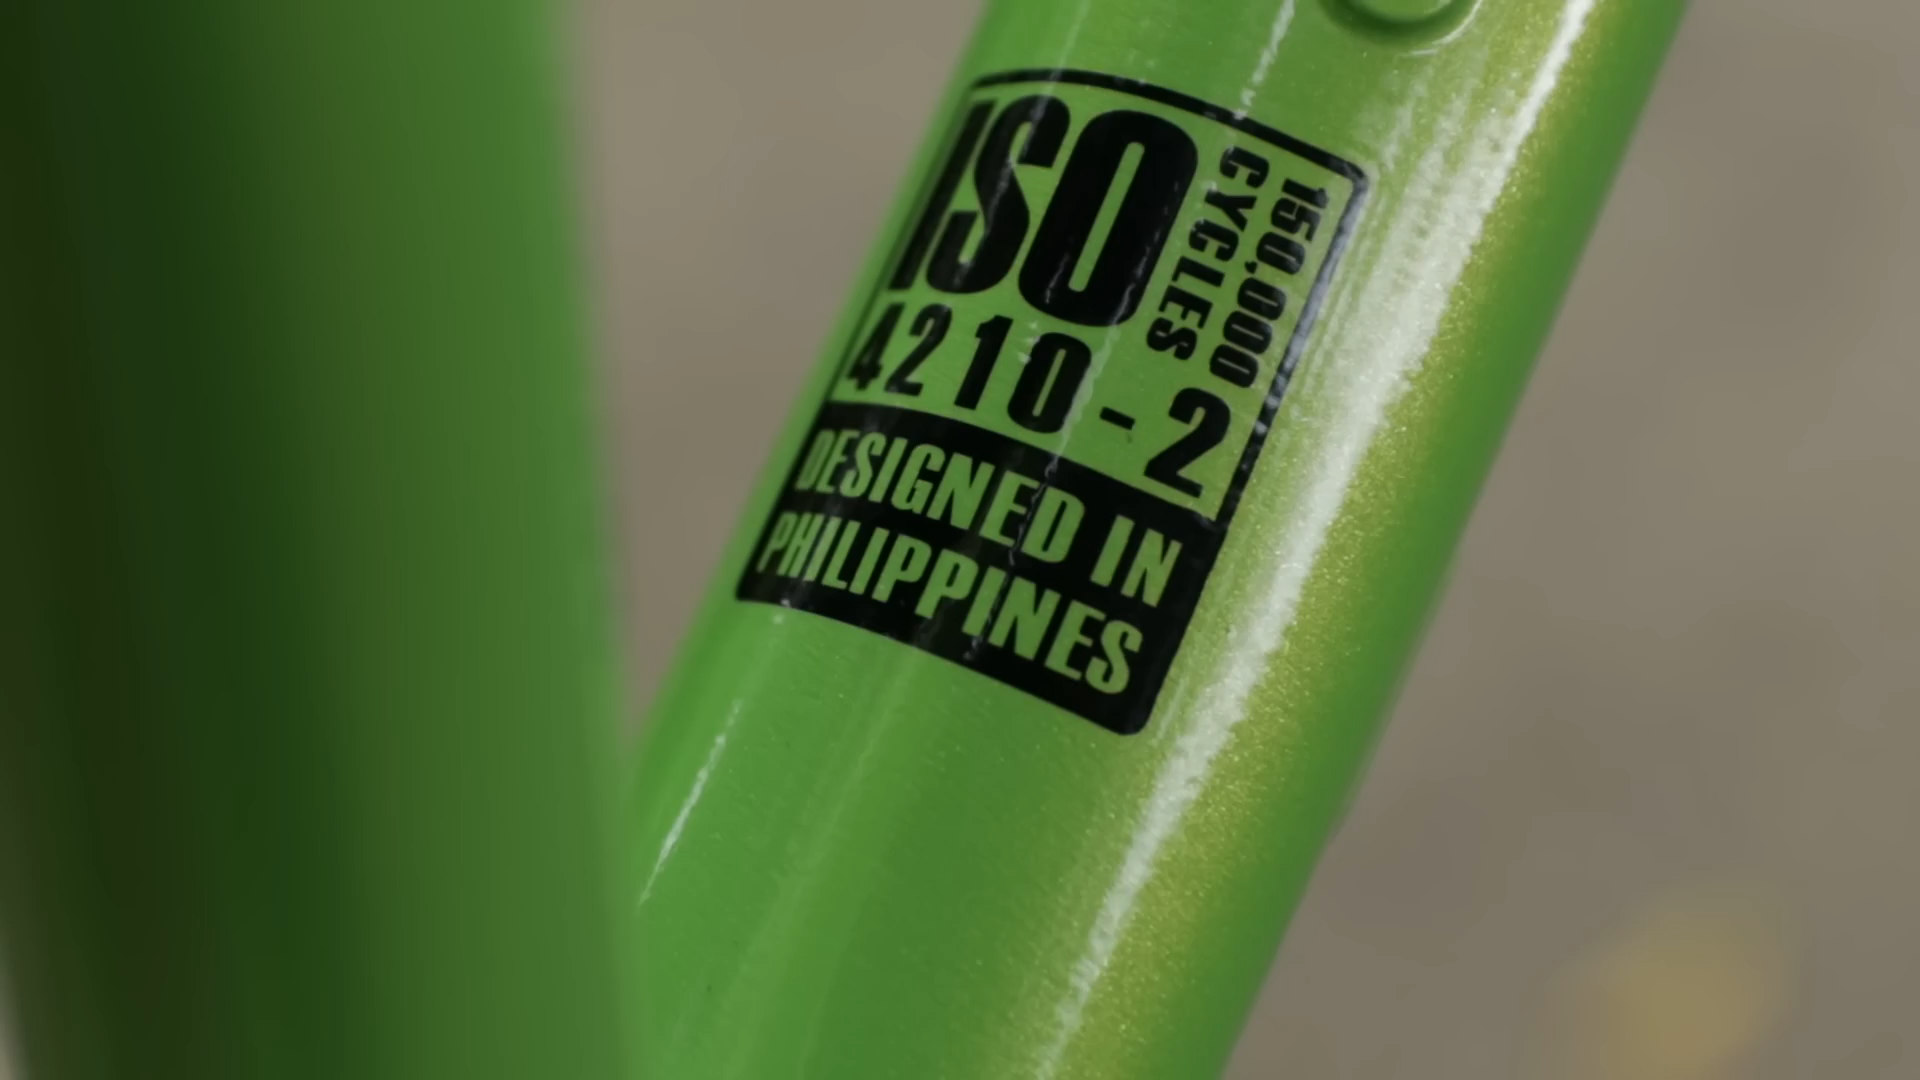 ISO
150,000
CYCLES
4210-2
DESIGNED IN
PHILIPPINES